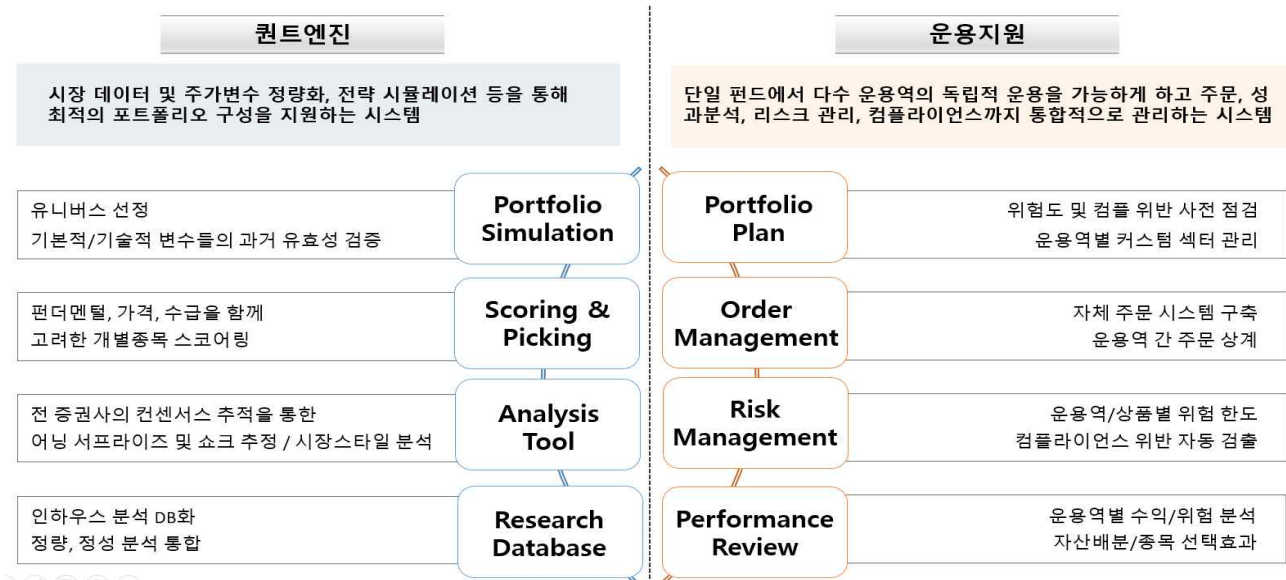 퀀트엔진
시장 데이터 및 주가변수 정량화, 전략 시뮬레이션 등을 통해
최적의 포트폴리오 구성을 지원하는 시스템
유니버스 선정
기본적/기술적 변수들의 과거 유효성 검증
Portfolio
Simulation
펀더멘털, 가격, 수급을 함께
고려한 개별종목 스코어링
Scoring &
Picking
전 증권사의 컨센서스 추적을 통한
어닝 서프라이즈 및 쇼크 추정 / 시장스타일 분석
Analysis
Tool
인하우스 분석 DB화
정량, 정성 분석 통합
Research
Database
운용지원
단일 펀드에서 다수 운용역의 독립적 운용을 가능하게 하고 주문, 성
과분석, 리스크 관리, 컴플라이언스까지 통합적으로 관리하는 시스템
Portfolio
Plan
위험도 및 컴플 위반 사전 점검
운용역별 커스텀 섹터 관리
Order
Management
자체 주문 시스템 구축
운용역 간 주문 상계
Risk
Management
운용역/상품별 위험 한도
컴플라이언스 위반 자동 검출
Performance
Review
운용역별 수익/위험 분석
자산배분/종목 선택효과